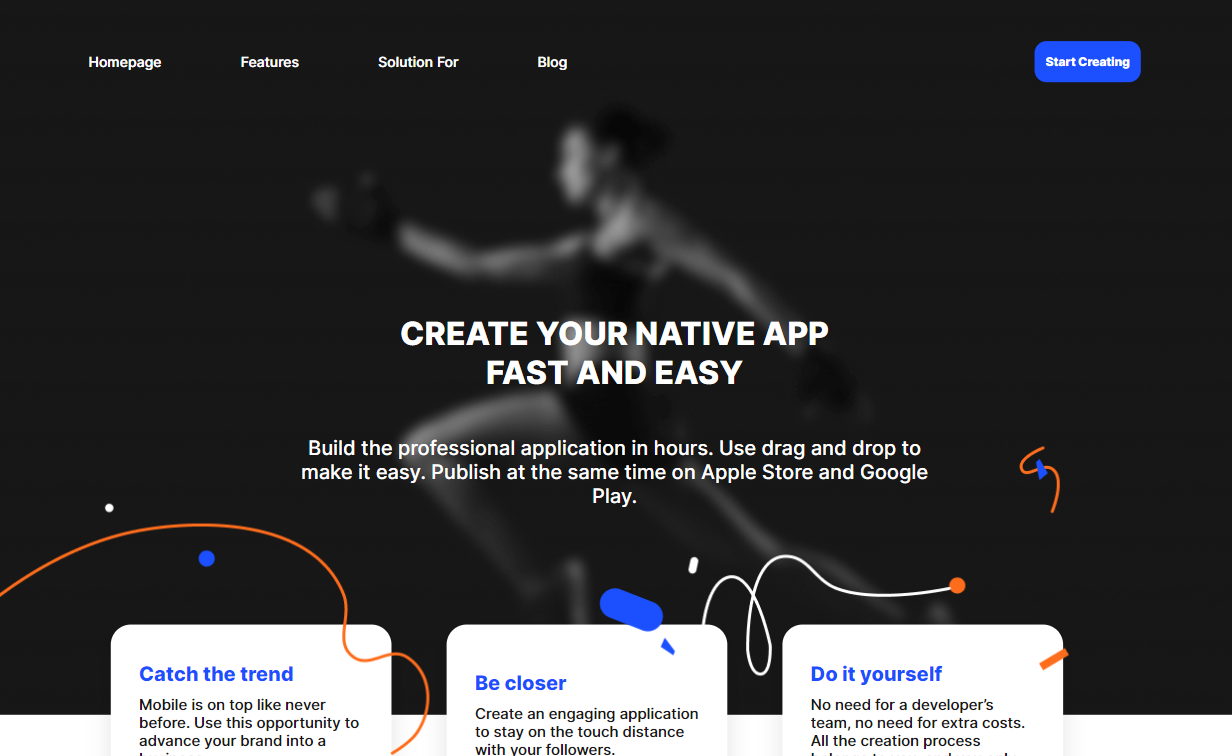 Homepage
Features
Solution For
Blog
Start Creating
CREATE YOUR NATIVE APP
FAST AND EASY
Build the professional application in hours. Use drag and drop to
make it easy. Publish at the same time on Apple Store and Google
Play.
Catch the trend
Mobile is on top like never
before. Use this opportunity to
advance your brand into a
Be closer
Create an engaging application
to stay on the touch distance
with your followers.
Do it yourself
No need for a developer’s
team, no need for extra costs.
All the creation process